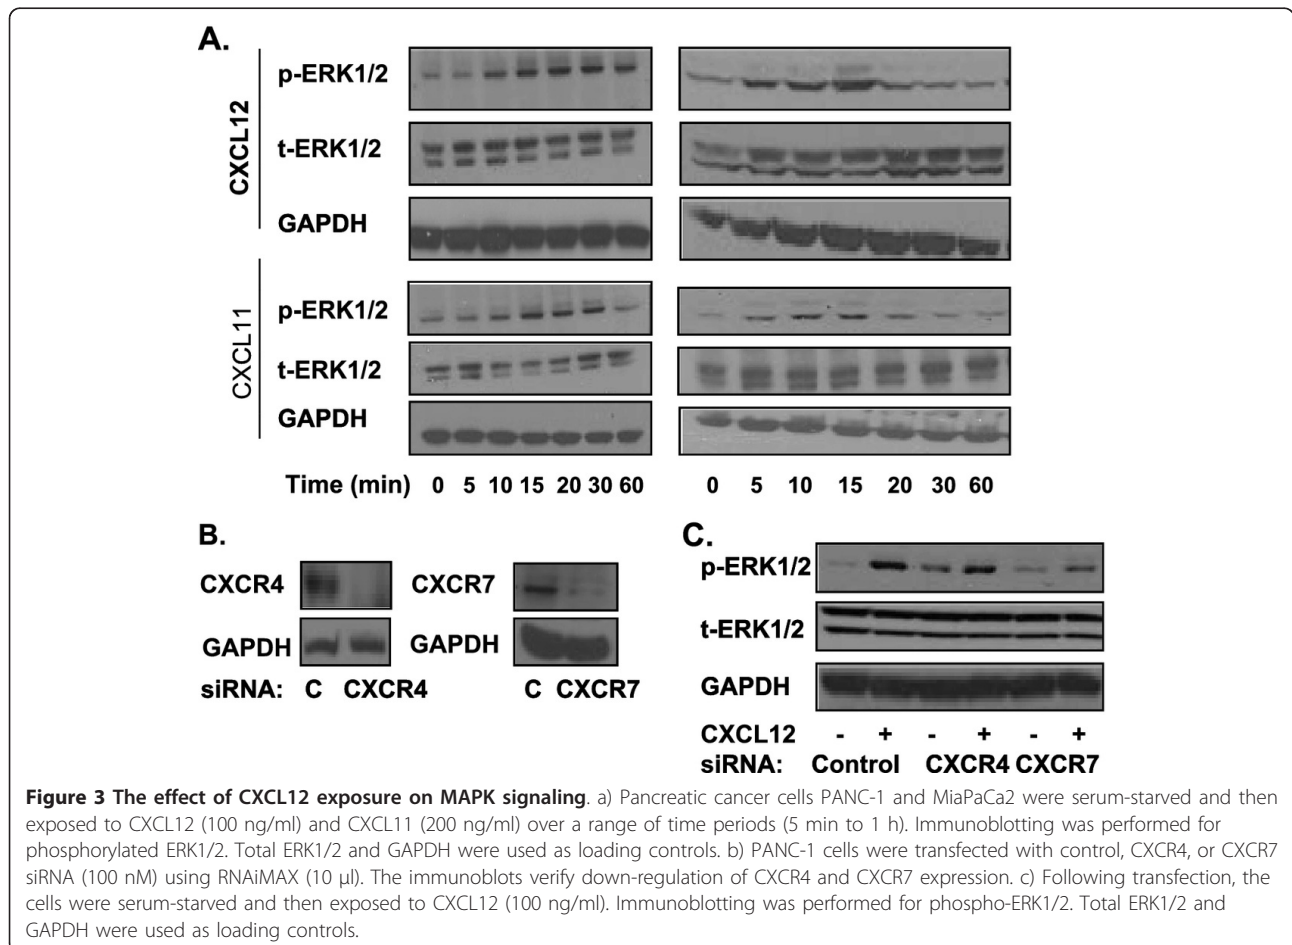 A.
CXCL12
p-ERK1/2
t-ERK1/2
GAPDH
CXCL11
p-ERK1/2
t-ERK1/2
GAPDH
Time (min) 0 5 10 15 20 30 60 0 5 10 15 20 30 60
B.
CXCR4
GAPDH
siRNA: C CXCR4
CXCR7
GAPDH
C CXCR7
C.
p-ERK1/2
t-ERK1/2
GAPDH
CXCL12 - + - + - +
siRNA: Control CXCR4 CXCR7
Figure 3 The effect of CXCL12 exposure on MAPK signaling. a) Pancreatic cancer cells PANC-1 and MiaPaCa2 were serum-starved and then
exposed to CXCL12 (100 ng/ml) and CXCL11 (200 ng/ml) over a range of time periods (5 min to 1 h). Immunoblotting was performed for
phosphorylated ERK1/2. Total ERK1/2 and GAPDH were used as loading controls. b) PANC-1 cells were transfected with control, CXCR4, or CXCR7
siRNA (100 nM) using RNAiMAX (10 μl). The immunoblots verify down-regulation of CXCR4 and CXCR7 expression. c) Following transfection, the
cells were serum-starved and then exposed to CXCL12 (100 ng/ml). Immunoblotting was performed for phospho-ERK1/2. Total ERK1/2 and
GAPDH were used as loading controls.